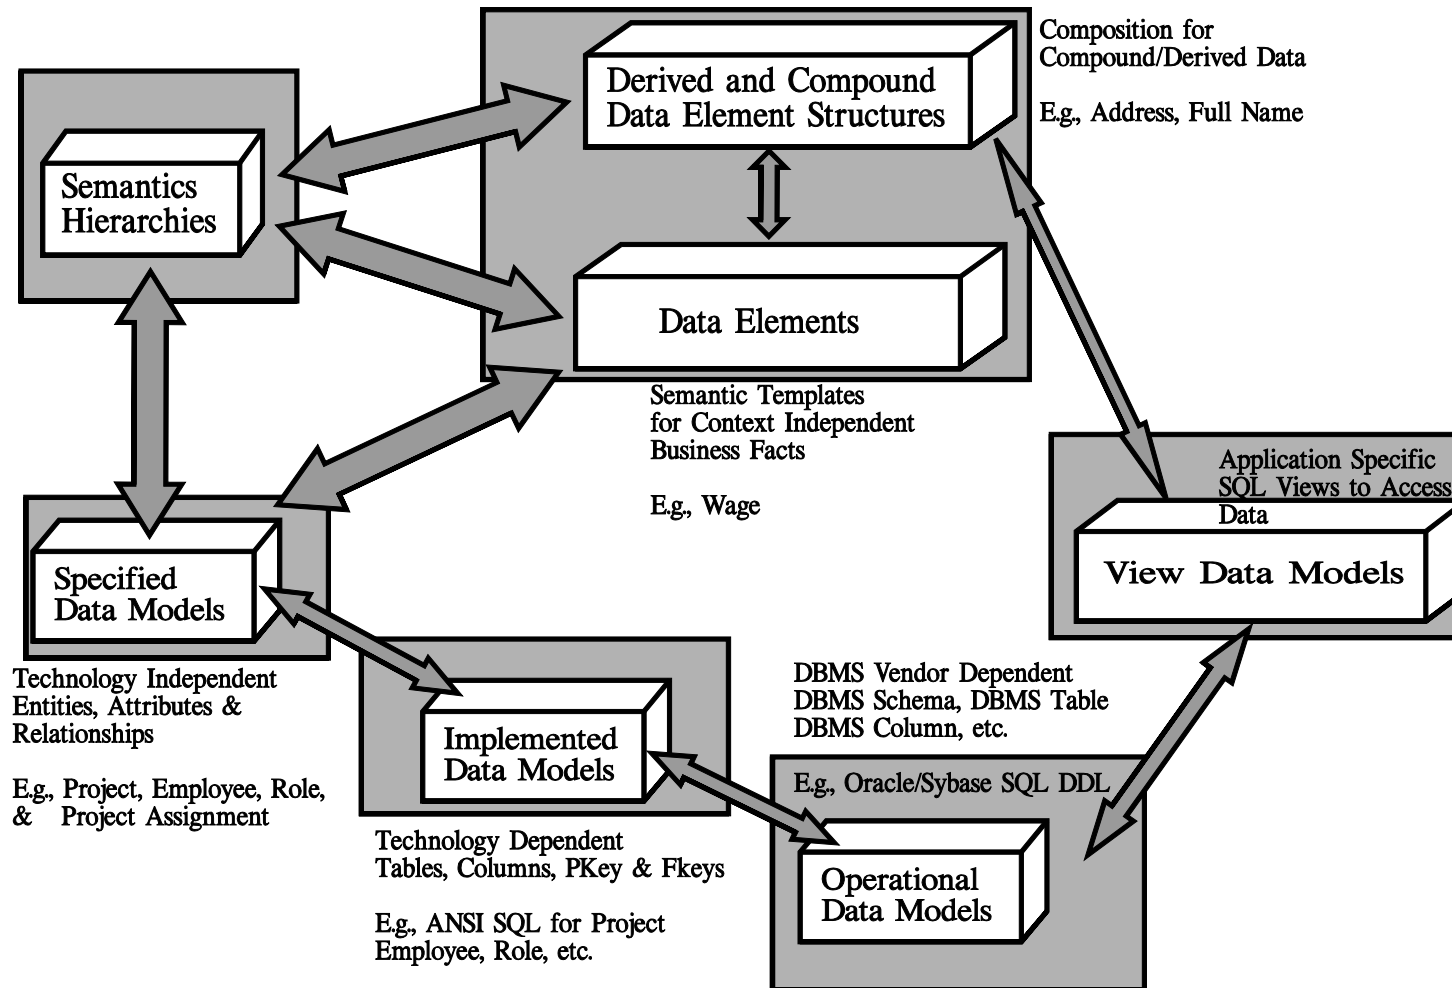 Composition for
Compound/Derived Data
E.g., Address, Full Name
Derived and Compound
Data Element Structures
Semantics
Hierarchies
Data Elements
Semantic Templates
for Context Independent
Business Facts
E.g., Wage
Application Specific
SQL Views to Access
Data
View Data Models
Specified
Data Models
Technology Independent
Entities, Attributes &
Relationships
E.g., Project, Employee, Role,
& Project Assignment
Implemented
Data Models
Technology Dependent
Tables, Columns, PKey & Fkeys
E.g., ANSI SQL for Project
Employee, Role, etc.
DBMS Vendor Dependent
DBMS Schema, DBMS Table
DBMS Column, etc.
E.g., Oracle/Sybase SQL DDL
Operational
Data Models